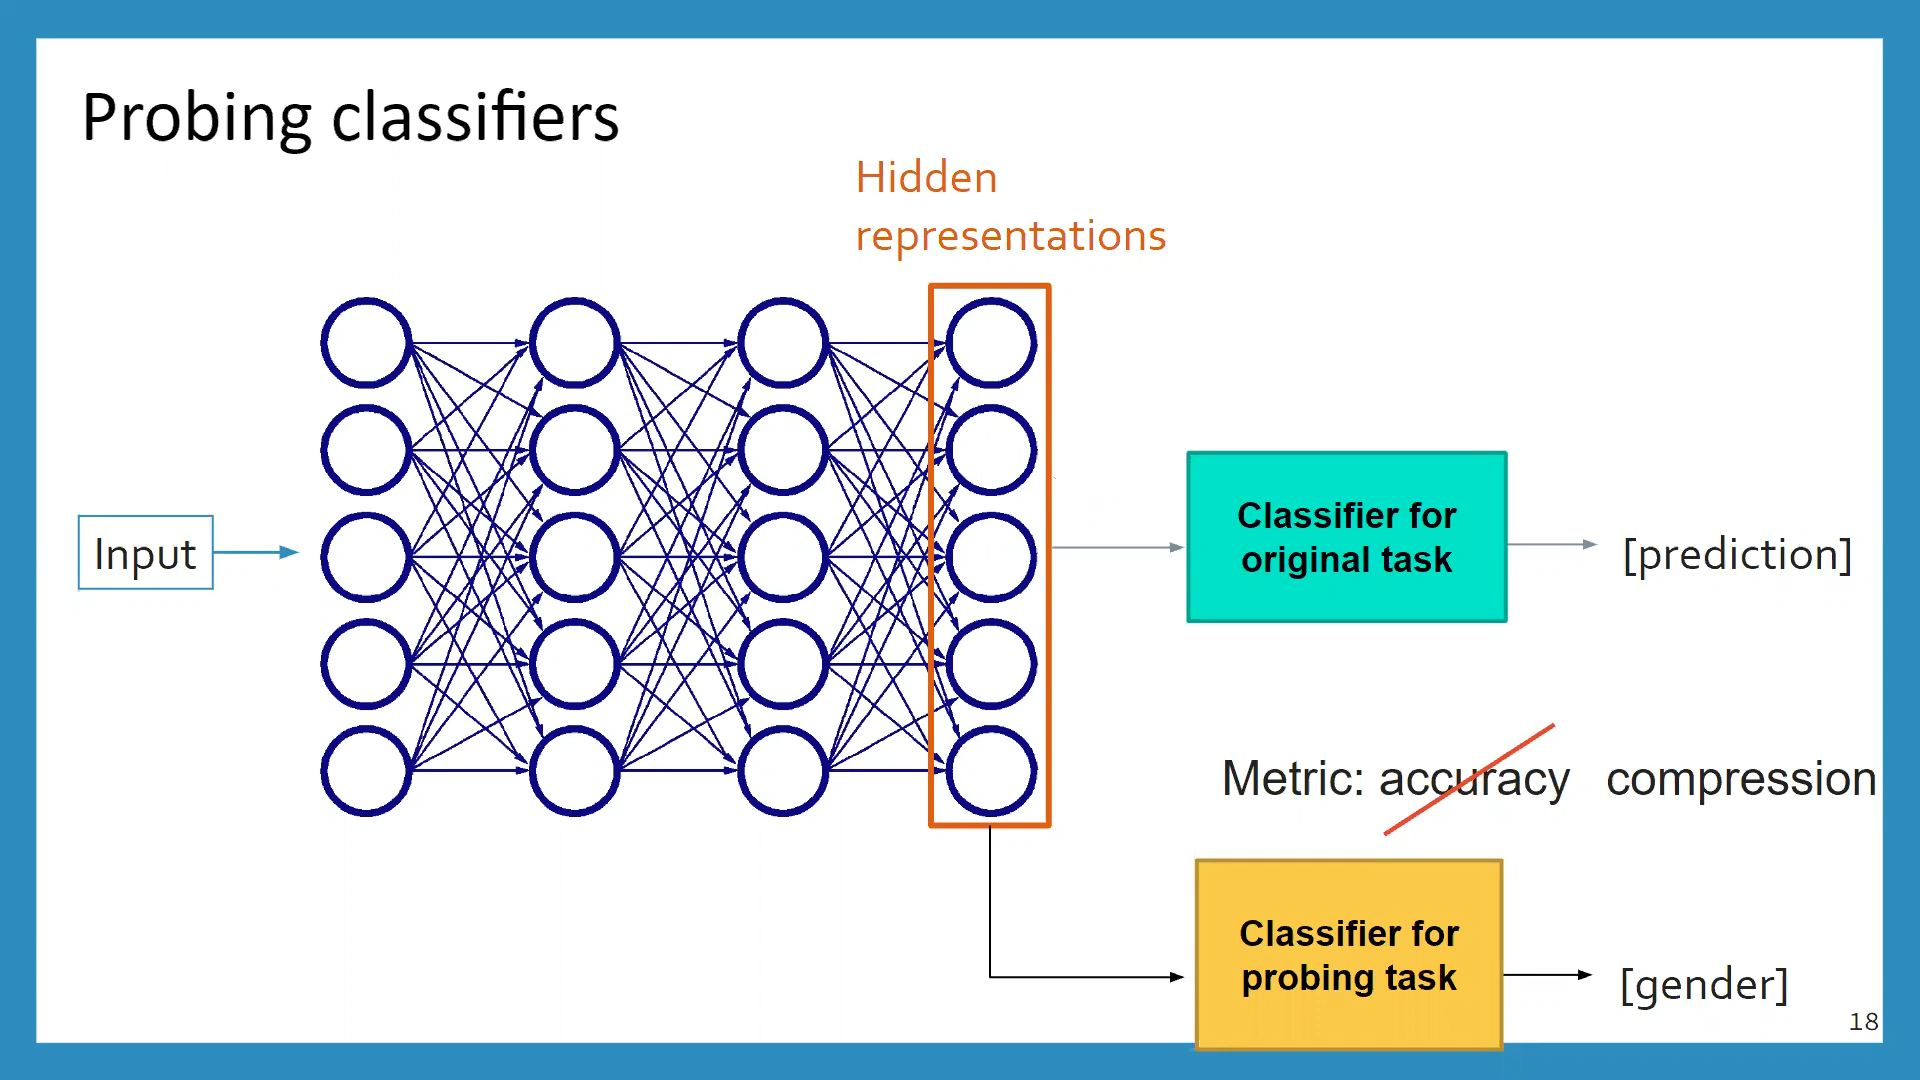 Probing classifiers
Hidden
representations
Input
Classifier for
original task
[prediction]
Metric: accuracy compression
Classifier for
probing task
[gender]
18